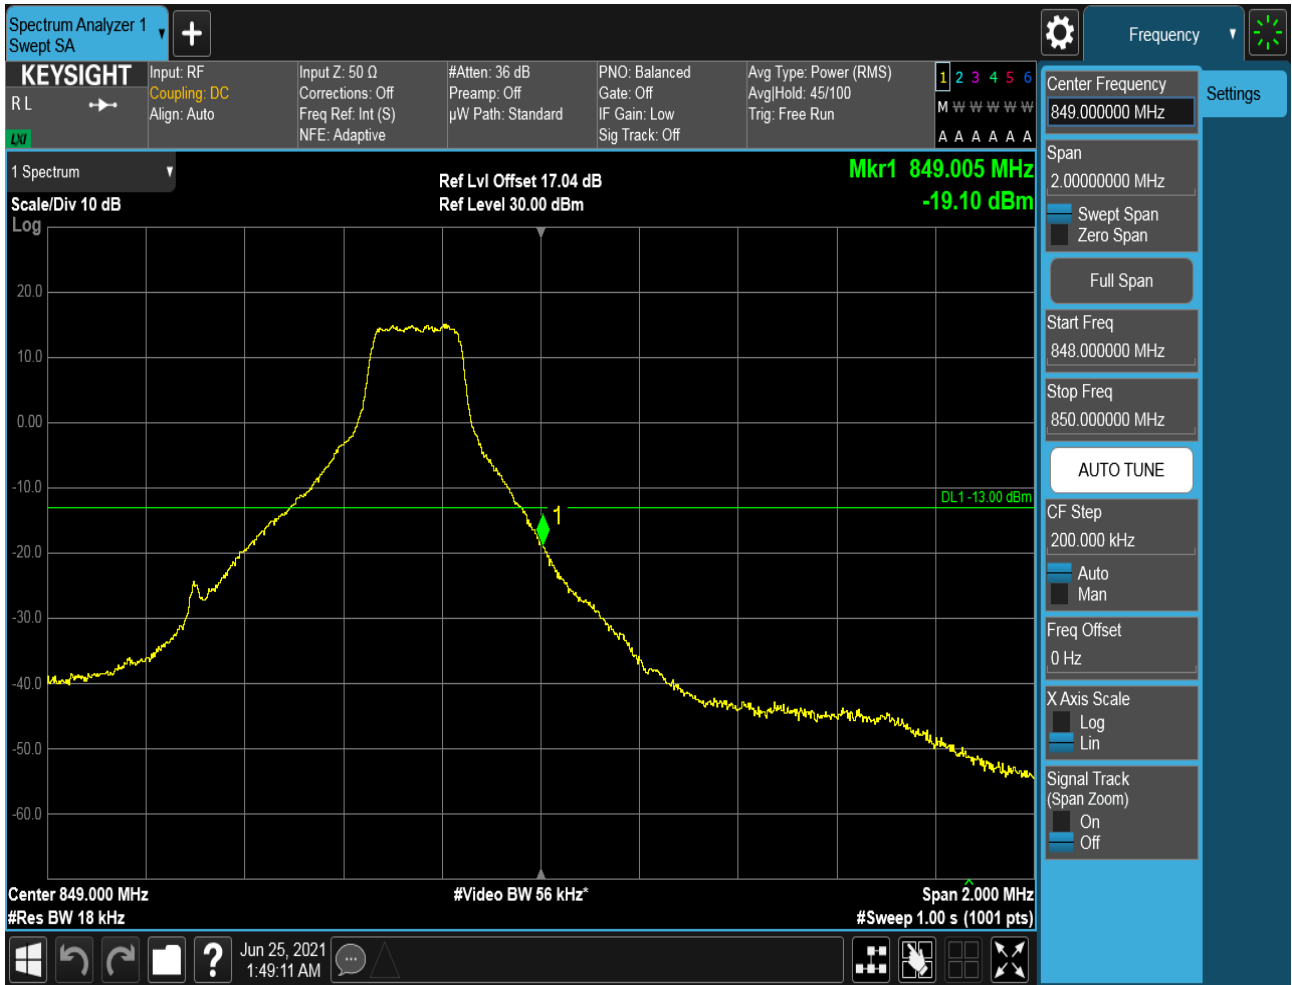 Spectrum Analyzer 1
Swept SA
Frequency
KEYSIGHT
R L
LXI
Input: RF
Coupling: DC
Align: Auto
Input Z: 50 Ω
Corrections: Off
Freq Ref: Int (S)
NFE: Adaptive
#Atten: 36 dB
Preamp: Off
µW Path: Standard
PNO: Balanced
Gate: Off
IF Gain: Low
Sig Track: Off
Avg Type: Power (RMS)
Avg|Hold: 45/100
Trig: Free Run
1 2 3 4 5 6
M W W W W W
A A A A A A
1 Spectrum
Scale/Div 10 dB
Log
Ref Lvl Offset 17.04 dB
Ref Level 30.00 dBm
Mkr1 849.005 MHz
-19.10 dBm
20.0
10.0
0.00
-10.0
-20.0
-30.0
-40.0
-50.0
-60.0
DL1 -13.00 dBm
1
Center 849.000 MHz
#Res BW 18 kHz
#Video BW 56 kHz*
Span 2.000 MHz
#Sweep 1.00 s (1001 pts)
Center Frequency
849.000000 MHz
Settings
Span
2.00000000 MHz
Swept Span
Zero Span
Full Span
Start Freq
848.000000 MHz
Stop Freq
850.000000 MHz
AUTO TUNE
CF Step
200.000 kHz
Auto
Man
Freq Offset
0 Hz
X Axis Scale
Log
Lin
Signal Track
(Span Zoom)
On
Off
?
Jun 25, 2021
1:49:11 AM